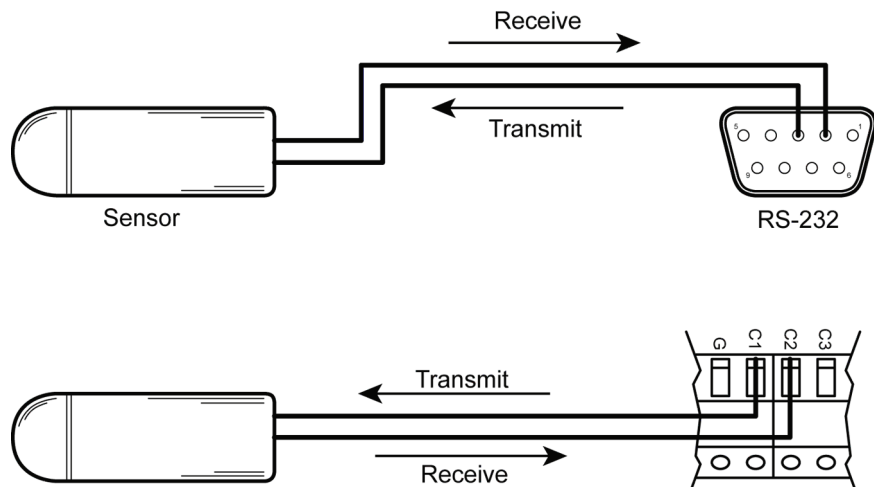 Receive
Transmit
5 1
9 6
Sensor
RS-232
G C1 C2 C3
Transmit
Receive